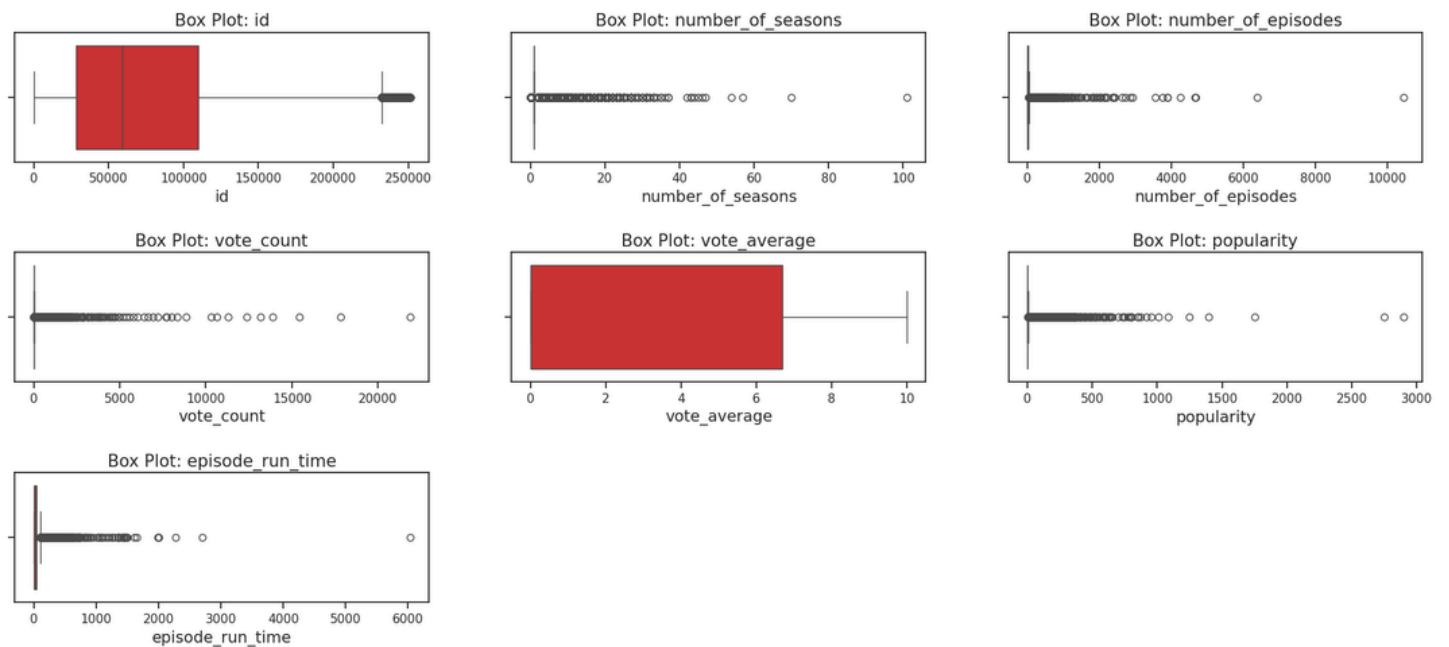 Box Plot: id
Box Plot: number_of_seasons
Box Plot: number_of_episodes
0 50000 100000 150000 200000 250000
0 20 40 60 80 100
0 2000 4000 6000 8000 10000
id
number_of_seasons
number_of_episodes
Box Plot: vote_count
Box Plot: vote_average
Box Plot: popularity
0 5000 10000 15000 20000
0 2 4 6 8 10
0 500 1000 1500 2000 2500 3000
vote_count
vote_average
popularity
Box Plot: episode_run_time
0 1000 2000 3000 4000 5000 6000
episode_run_time